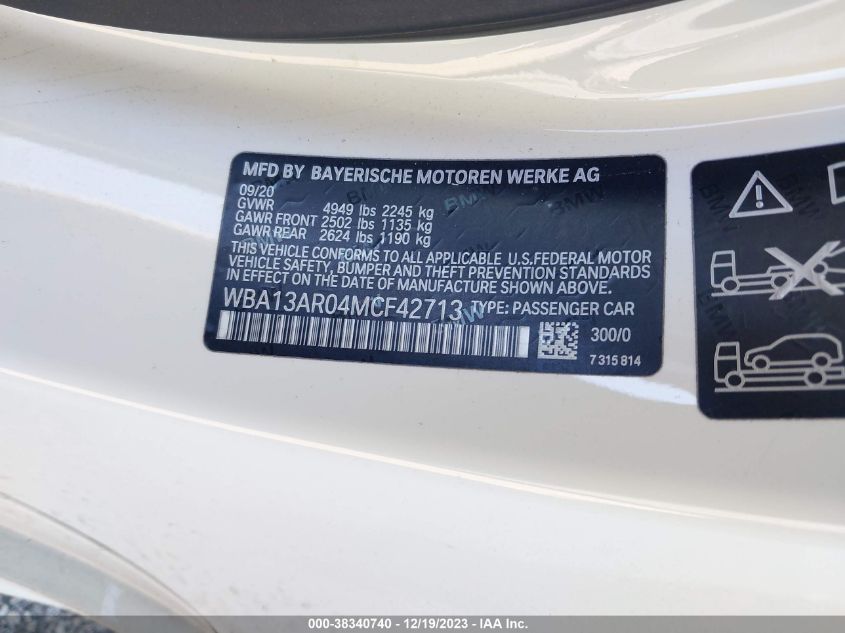 MFD BY BAYERISCHE MOTOREN WERKE AG
09/20
GVWR 4949 lbs 2245 kg
GAWR FRONT 2502 lbs 1135 kg
GAWR REAR 2624 lbs 1190 kg
THIS VEHICLE CONFORMS TO ALL APPLICABLE U.S.FEDERAL MOTOR
VEHICLE SAFETY, BUMPER AND THEFT PREVENTION STANDARDS
IN EFFECT ON THE DATE OF MANUFACTURE SHOWN ABOVE.
WBA13AR04MCF42713 TYPE: PASSENGER CAR
300/0
7 315 814
000-38340740 - 12/19/2023 - IAA Inc.